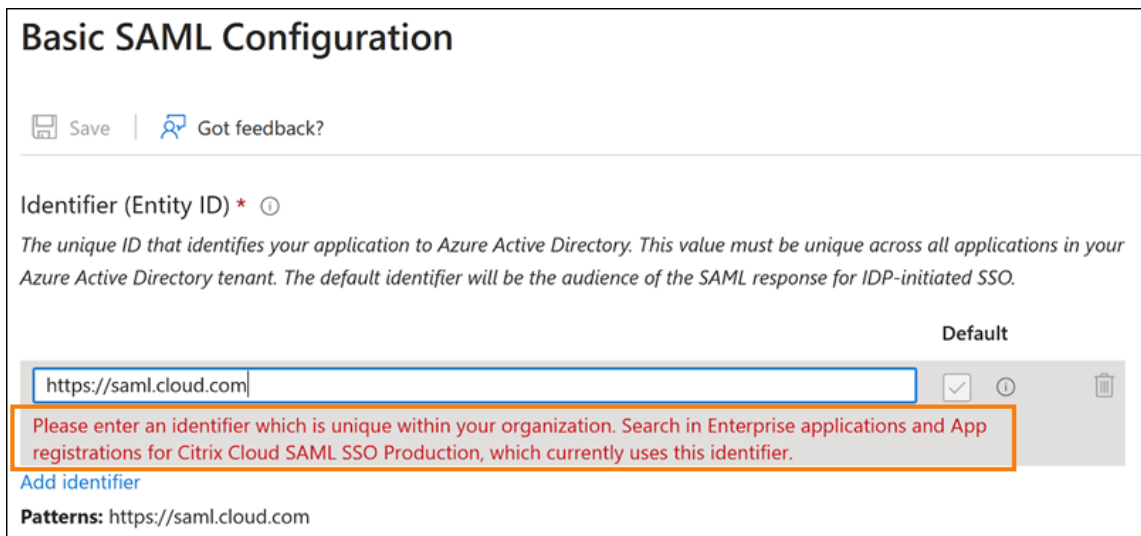 Basic SAML Configuration
Save
Got feedback?
Identifier (Entity ID) *
The unique ID that identifies your application to Azure Active Directory. This value must be unique across all applications in your
Azure Active Directory tenant. The default identifier will be the audience of the SAML response for IDP-initiated SSO.
Default
https://saml.cloud.com
Please enter an identifier which is unique within your organization. Search in Enterprise applications and App
registrations for Citrix Cloud SAML SSO Production, which currently uses this identifier.
Add identifier
Patterns: https://saml.cloud.com